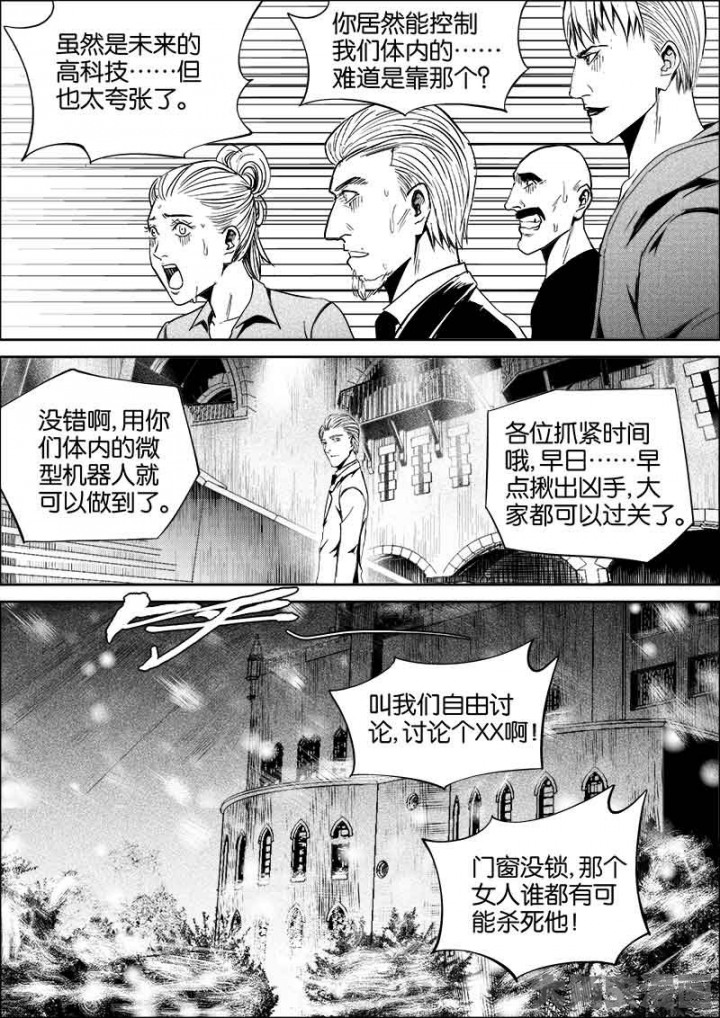 虽然是未来的
高科技……但
也太夸张了。
你居然能控制
我们体内的……
难道是靠那个？
没错啊，用你
们体内的微
型机器人就
可以做到了。
各位抓紧时间
哦，早日……早
点揪出凶手，大
家都可以过关了。
叫我们自由讨
论，讨论个XX啊！
门窗没锁，那个
女人谁都有可
能杀死他！